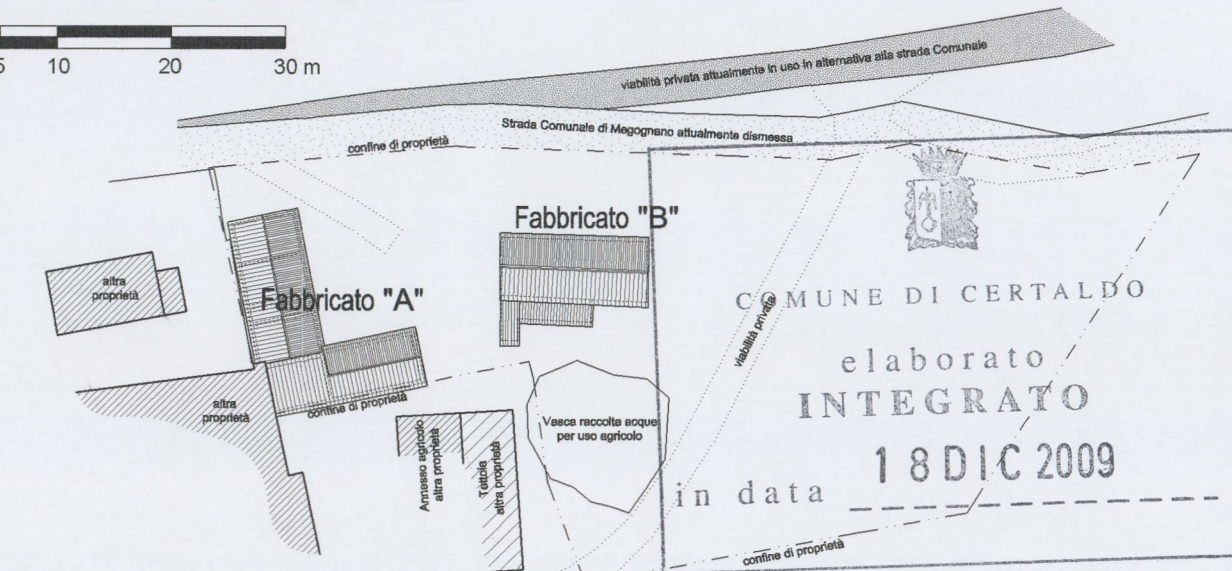 5 10 20 30 m
viabilità privata attualmente in uso in alternativa alla strada Comunale
Strada Comunale di Megognano attualmente dismessa
confine di proprietà
Fabbricato "B"
altra
proprietà
Fabbricato "A"
COMUNE DI CERTALDO
viabilità privata
elaborato
INTEGRATO
altra
proprietà
confine di proprietà
Annesso agricolo
altra proprietà
Tettoia
altra proprietà
Vasca raccolta acque
per uso agricolo
in data 18 DIC 2009
confine di proprietà